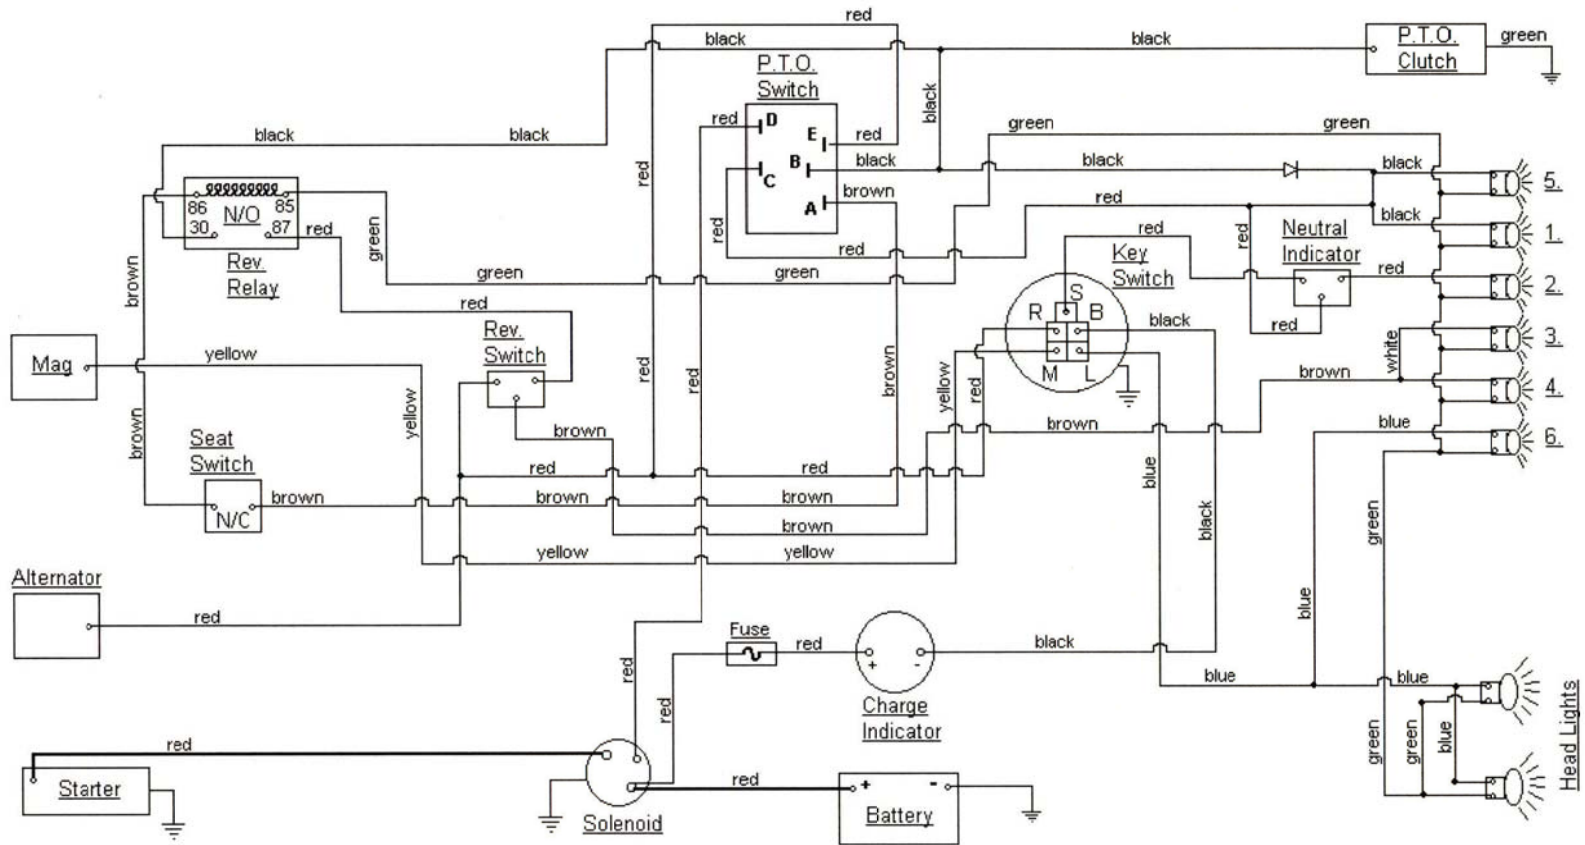 red
black
black
P.T.O.
Clutch
green
P.T.O.
Switch
black
red
D
E
red
green
green
black
black
red
B
black
black
black
5.
C
brown
86
85
N/O
30
87
red
A
red
red
black
1.
green
red
red
red
Neutral
Indicator
Rev.
Relay
Key
Switch
red
2.
brown
green
green
S
R
B
black
red
red
Rev.
Switch
3.
white
Mag
yellow
red
red
brown
M
L
yellow
red
brown
4.
yellow
brown
brown
brown
blue
6.
Seat
Switch
brown
red
red
blue
N/C
brown
brown
brown
black
green
yellow
yellow
Alternator
red
Fuse
red
black
blue
red
red
+
-
blue
blue
Charge
Indicator
red
green
green
blue
Head Lights
Starter
red
+
-
Battery
Solenoid